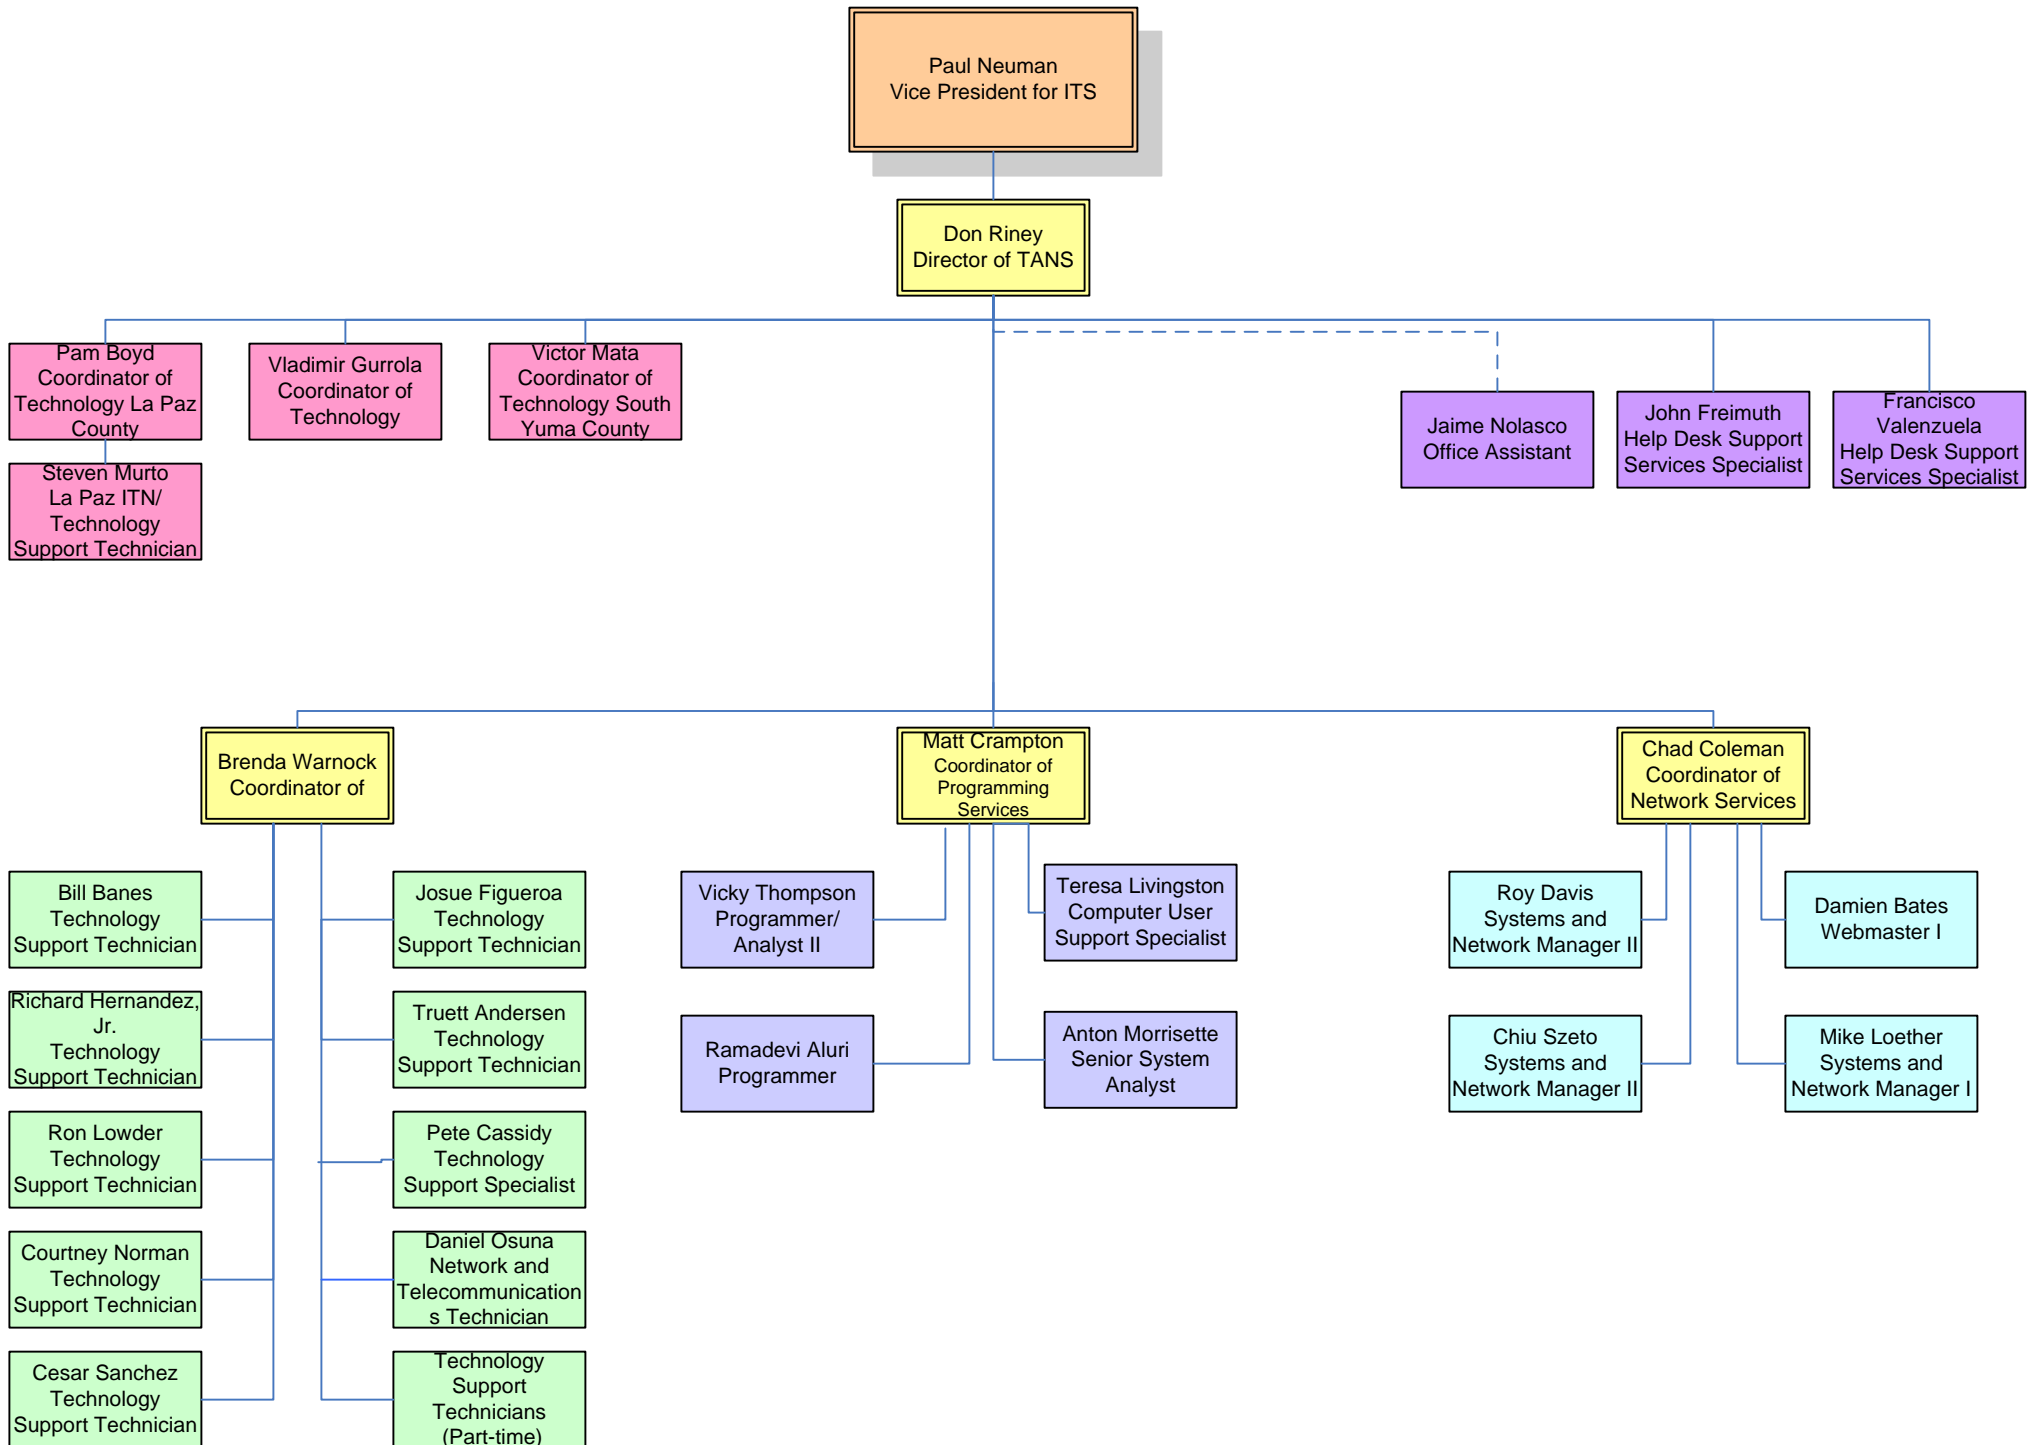 Paul Neuman
Vice President for ITS
Don Riney
Director of TANS
Pam Boyd
Coordinator of
Technology La Paz
County
Vladimir Gurrola
Coordinator of
Technology
Victor Mata
Coordinator of
Technology South
Yuma County
Jaime Nolasco
Office Assistant
John Freimuth
Help Desk Support
Services Specialist
Francisco
Valenzuela
Help Desk Support
Services Specialist
Steven Murto
La Paz ITN/
Technology
Support Technician
Brenda Warnock
Coordinator of
Matt Crampton
Coordinator of
Programming
Services
Chad Coleman
Coordinator of
Network Services
Bill Banes
Technology
Support Technician
Josue Figueroa
Technology
Support Technician
Vicky Thompson
Programmer/
Analyst II
Teresa Livingston
Computer User
Support Specialist
Roy Davis
Systems and
Network Manager II
Damien Bates
Webmaster I
Richard Hernandez,
Jr.
Technology
Support Technician
Truett Andersen
Technology
Support Technician
Ramadevi Aluri
Programmer
Anton Morrisette
Senior System
Analyst
Chiu Szeto
Systems and
Network Manager II
Mike Loether
Systems and
Network Manager I
Ron Lowder
Technology
Support Technician
Pete Cassidy
Technology
Support Specialist
Courtney Norman
Technology
Support Technician
Daniel Osuna
Network and
Telecommunication
s Technician
Cesar Sanchez
Technology
Support Technician
Technology
Support
Technicians
(Part-time)